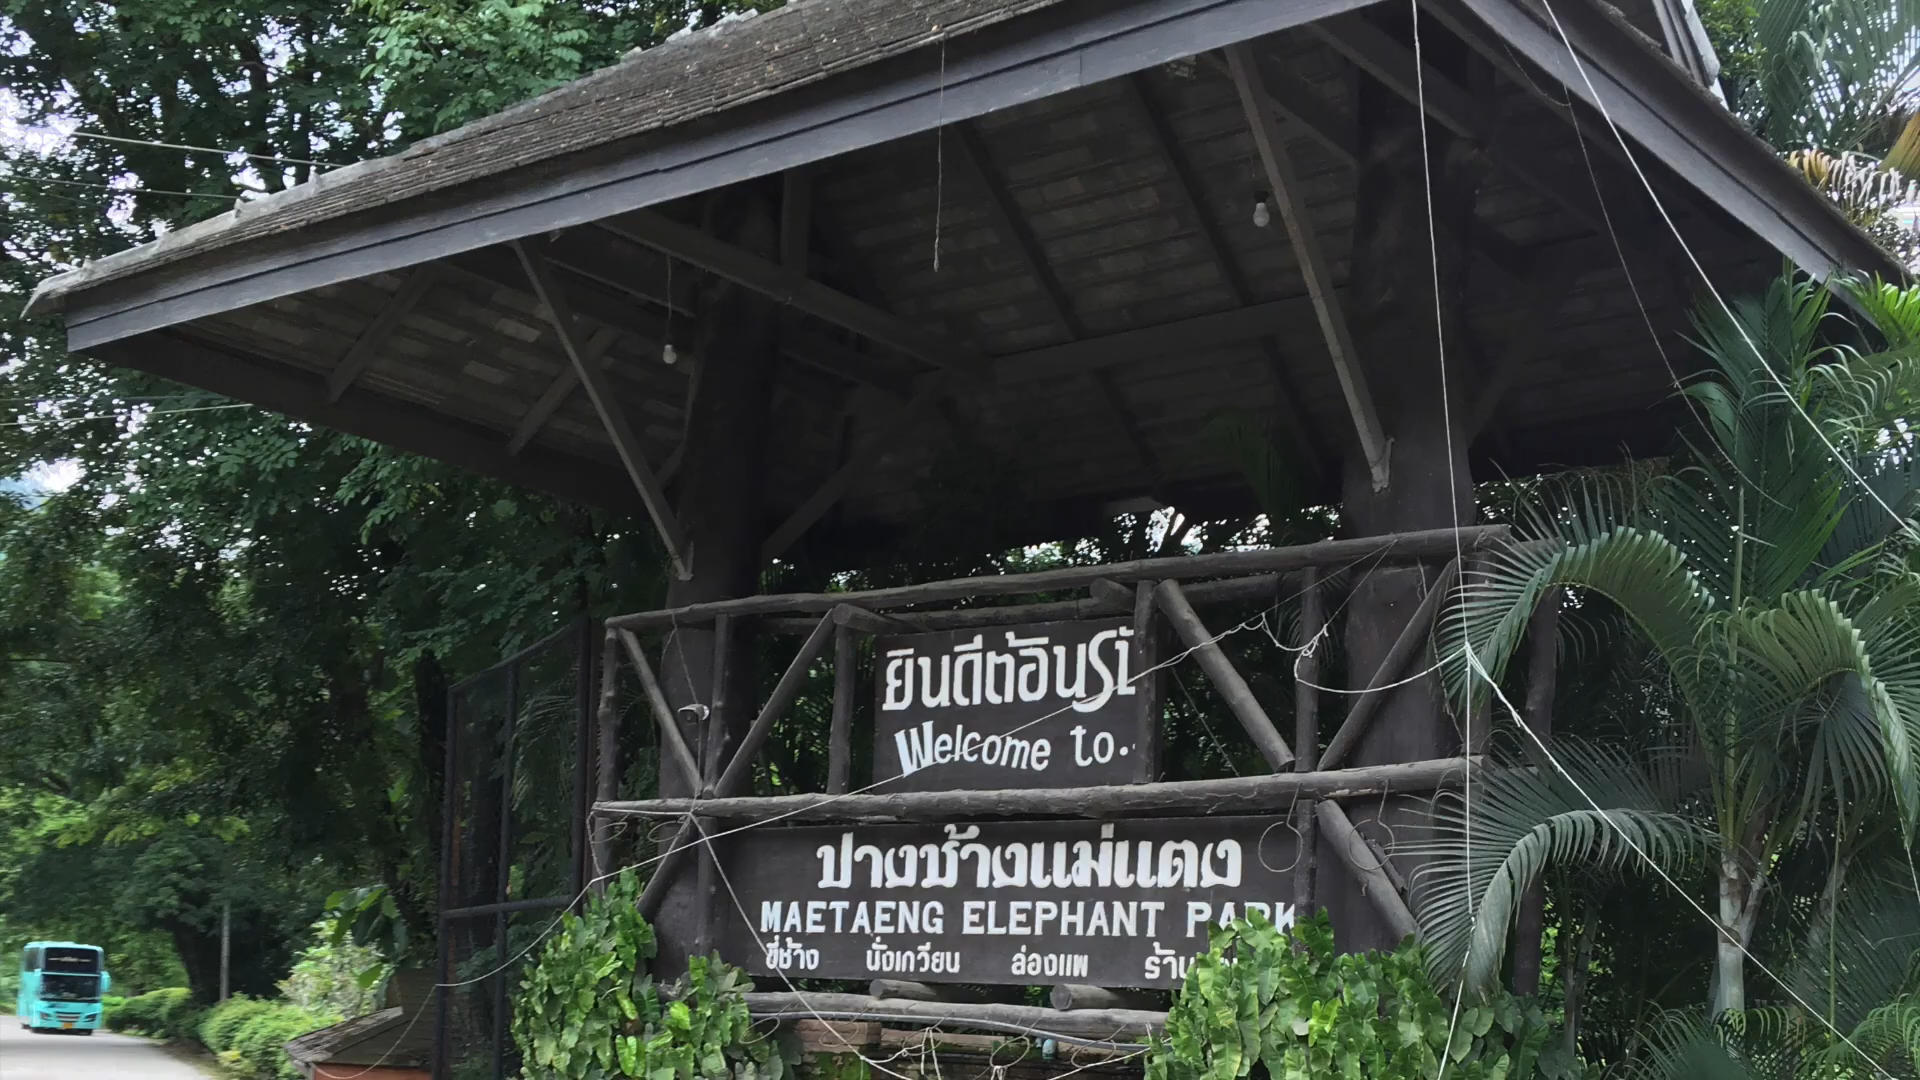 ยินดีต้อนรับ
Welcome to..
ปางช้างแม่แตง
MAETAENG ELEPHANT PARK
ขี่ช้าง นั่งเกวียน ล่องแพ